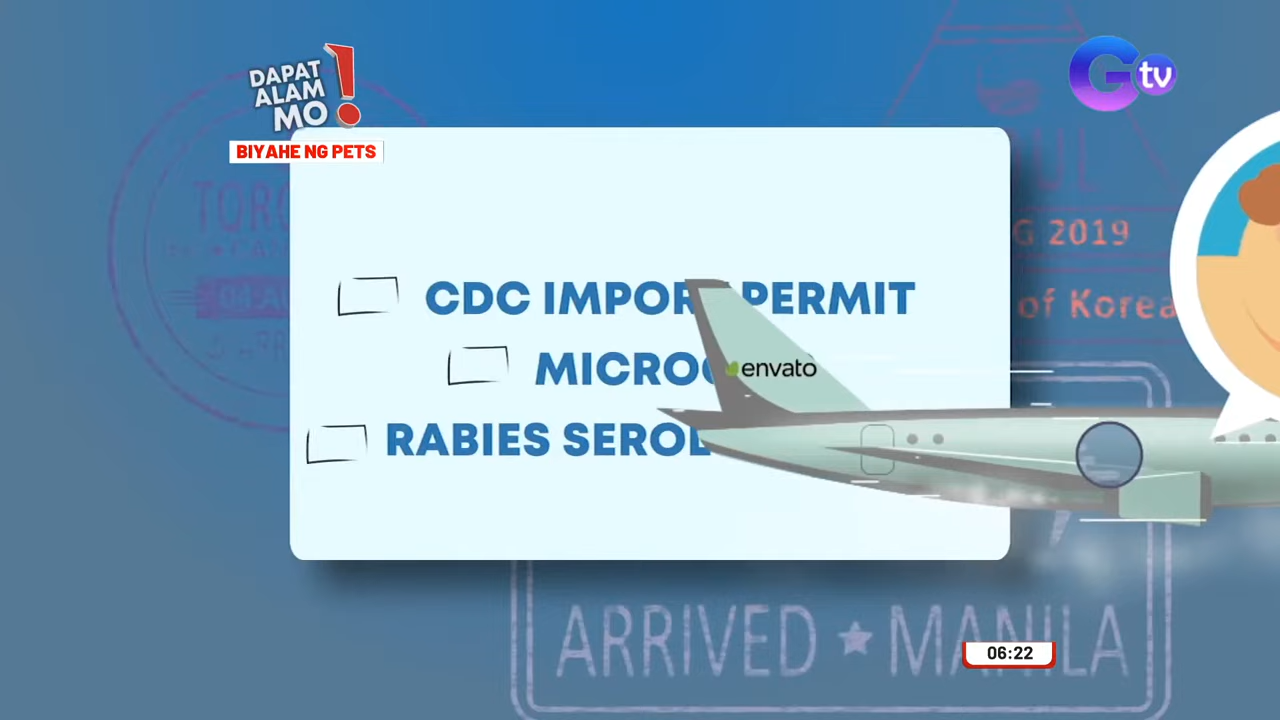 DAPAT
ALAM
MO!
Gtv
BIYAHE NG PETS
G 2019
of Korea
CDC IMPOR PERMIT
MICRO
envato
RABIES SEROL
ARRIVED ★ MANILA
06:22